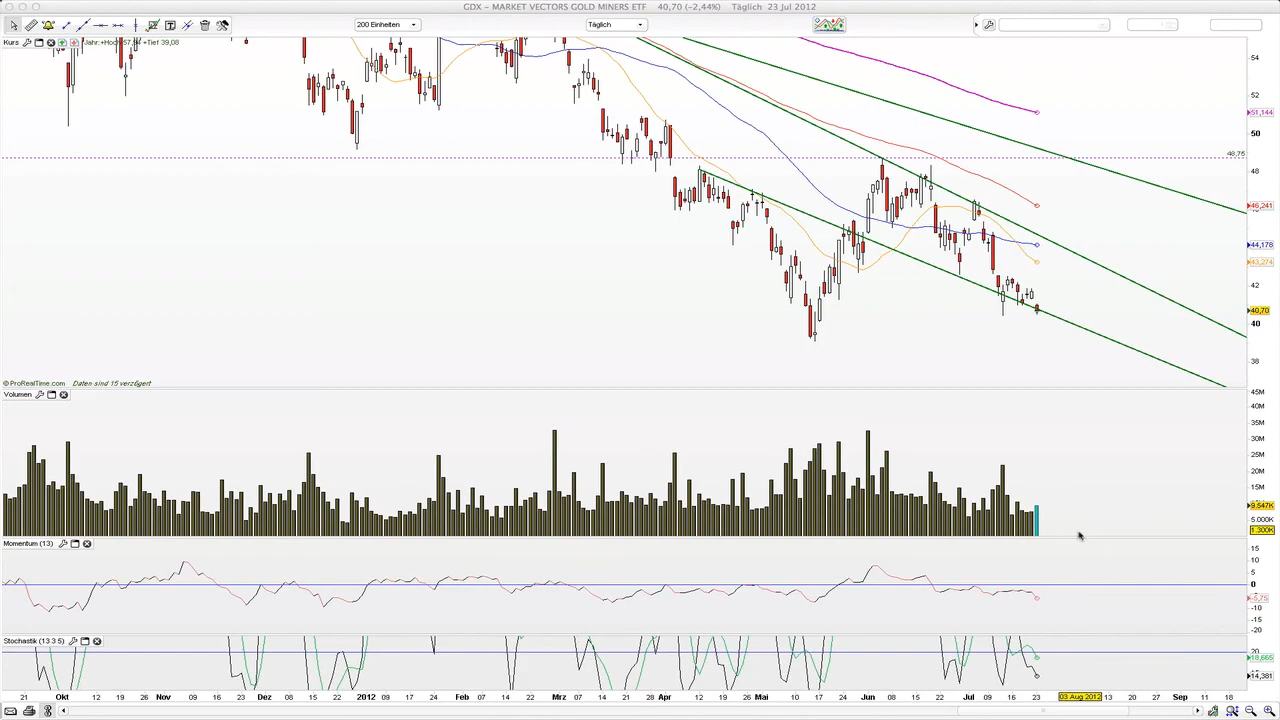 GDX - MARKET VECTORS GOLD MINERS ETF 40,70 (-2,44%) Täglich 23 Jul 2012
200 Einheiten
Täglich
Kurs
54
52
51,144
50
48,75
48
46,241
44,178
43,274
42
40,70
40
38
© ProRealTime.com Daten sind 15 verzögert
Volumen
45M
40M
35M
30M
25M
20M
15M
9.547K
5.000K
1.300K
Momentum (13)
15
10
5
0
-5,75
-10
-15
-20
Stochastik (13 3 5)
20
18,665
14,381
21 Okt 12 19 26 Nov 09 16 23 Dez 08 15 22 2012 12 19 26 Feb 07 14 22 Mrz 07 14 21 28 Apr 12 19 26 Mai 10 17 24 Jun 08 15 22 Jul 09 16 23 03 Aug 2012 13 20 27 Sep 11 18